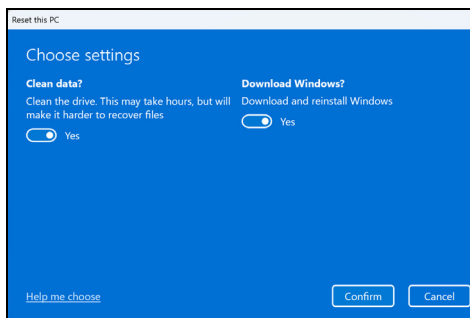 Reset this PC
Choose settings
Clean data?
Clean the drive. This may take hours, but will
make it harder to recover files
Yes
Download Windows?
Download and reinstall Windows
Yes
Help me choose
Confirm
Cancel